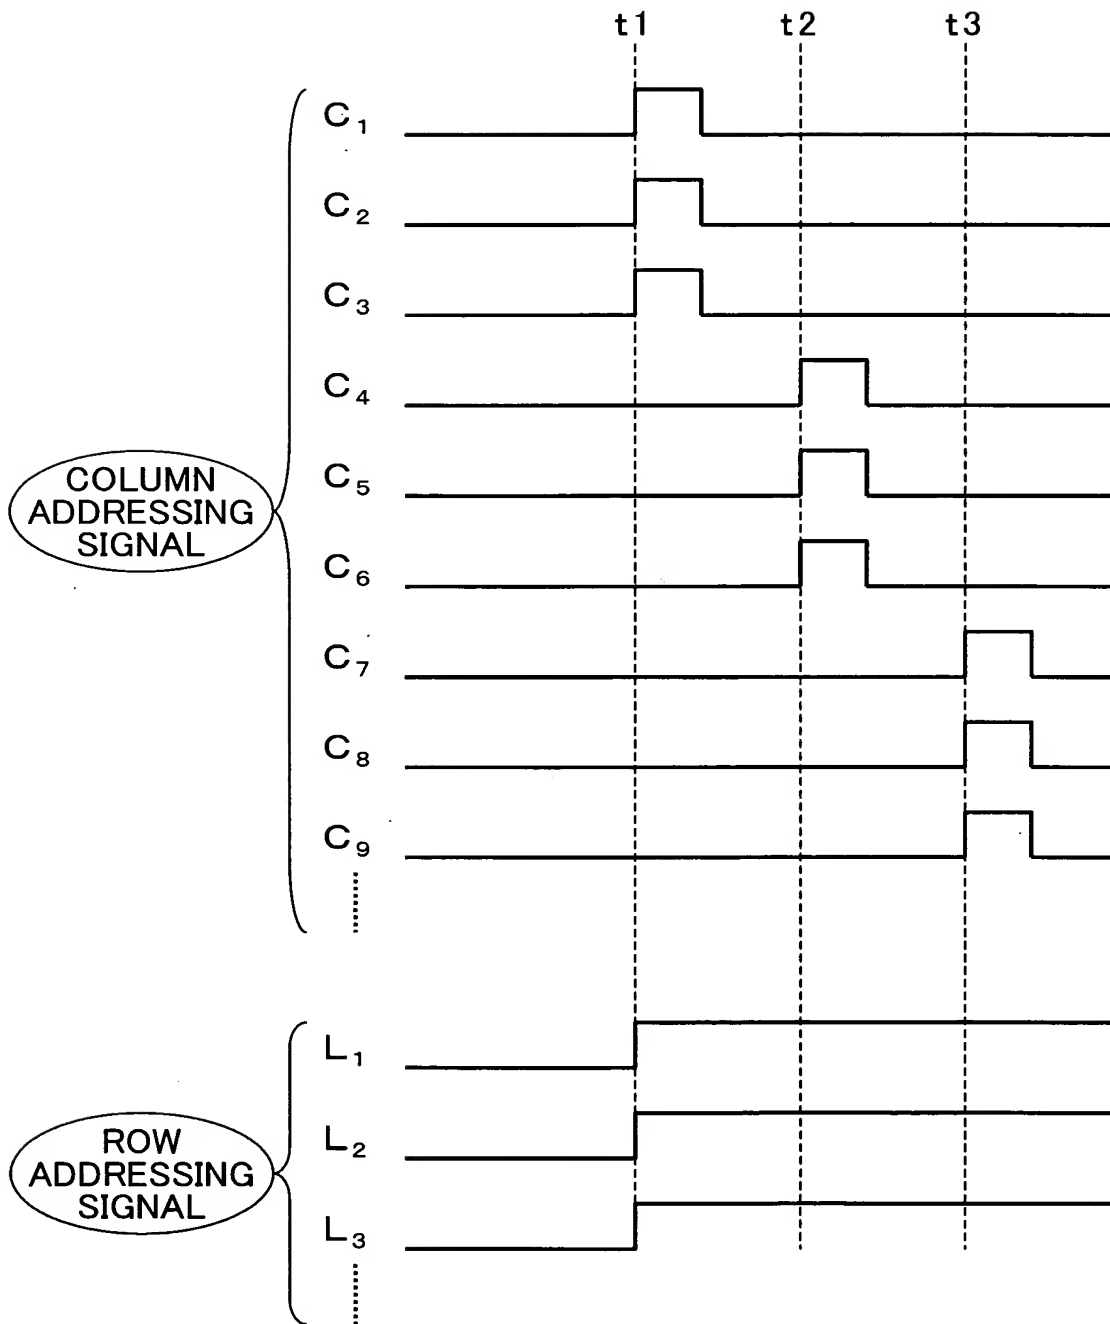 t1 t2 t3
C₁
C₂
C₃
C₄
C₅
C₆
C₇
C₈
C₉
COLUMN
ADDRESSING
SIGNAL
L₁
L₂
L₃
ROW
ADDRESSING
SIGNAL